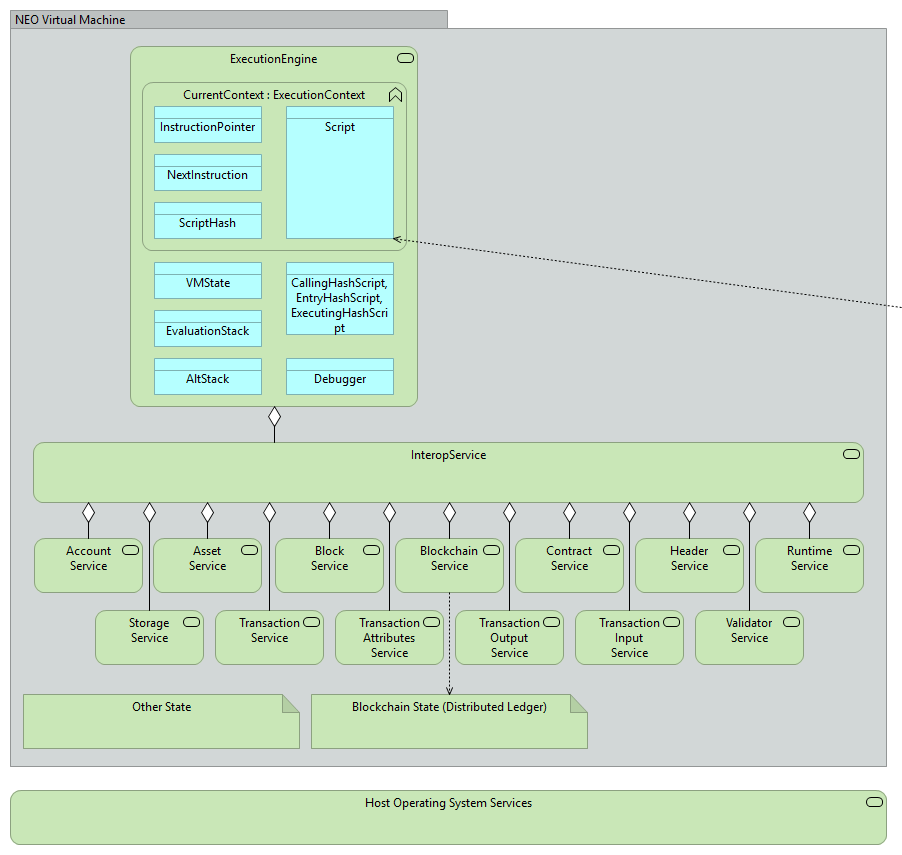 NEO Virtual Machine
ExecutionEngine
CurrentContext : ExecutionContext
InstructionPointer
Script
NextInstruction
ScriptHash
VMState
CallingHashScript,
EntryHashScript,
ExecutingHashScri
pt
EvaluationStack
AltStack
Debugger
InteropService
Account
Service
Asset
Service
Block
Service
Blockchain
Service
Contract
Service
Header
Service
Runtime
Service
Storage
Service
Transaction
Service
Transaction
Attributes
Service
Transaction
Output
Service
Transaction
Input
Service
Validator
Service
Other State
Blockchain State (Distributed Ledger)
Host Operating System Services